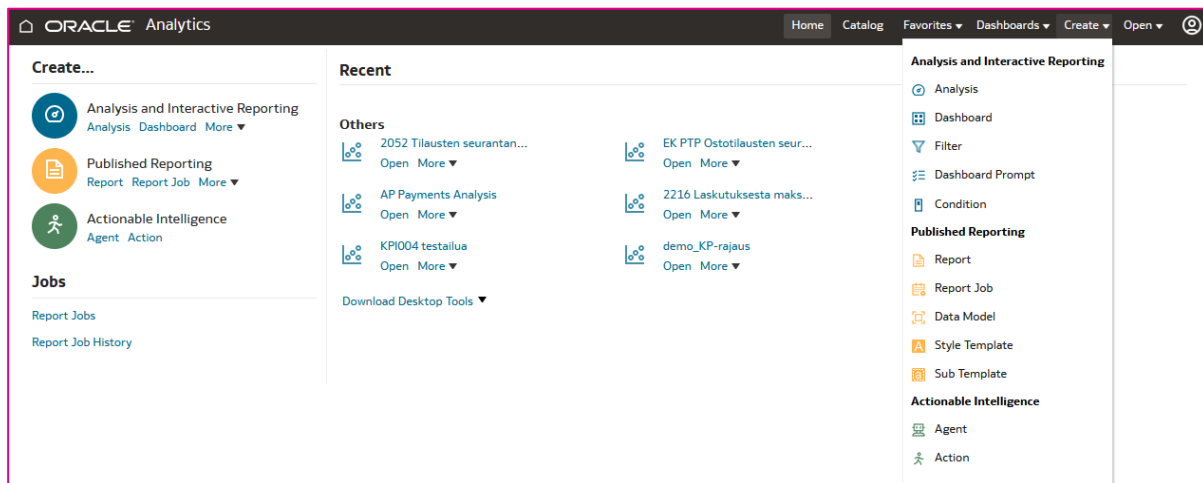 ORACLE Analytics
Home Catalog Favorites Dashboards Create Open
Create...
Analysis and Interactive Reporting
Analysis Dashboard More
Published Reporting
Report Report Job More
Actionable Intelligence
Agent Action
Jobs
Report Jobs
Report Job History
Recent
Others
2052 Tilausten seurantan...
Open More
EK PTP Ostotilausten seur...
Open More
AP Payments Analysis
Open More
2216 Laskutuksesta maks...
Open More
KPI004 testailua
Open More
demo_KP-rajaus
Open More
Download Desktop Tools
Analysis and Interactive Reporting
Analysis
Dashboard
Filter
Dashboard Prompt
Condition
Published Reporting
Report
Report Job
Data Model
Style Template
Sub Template
Actionable Intelligence
Agent
Action